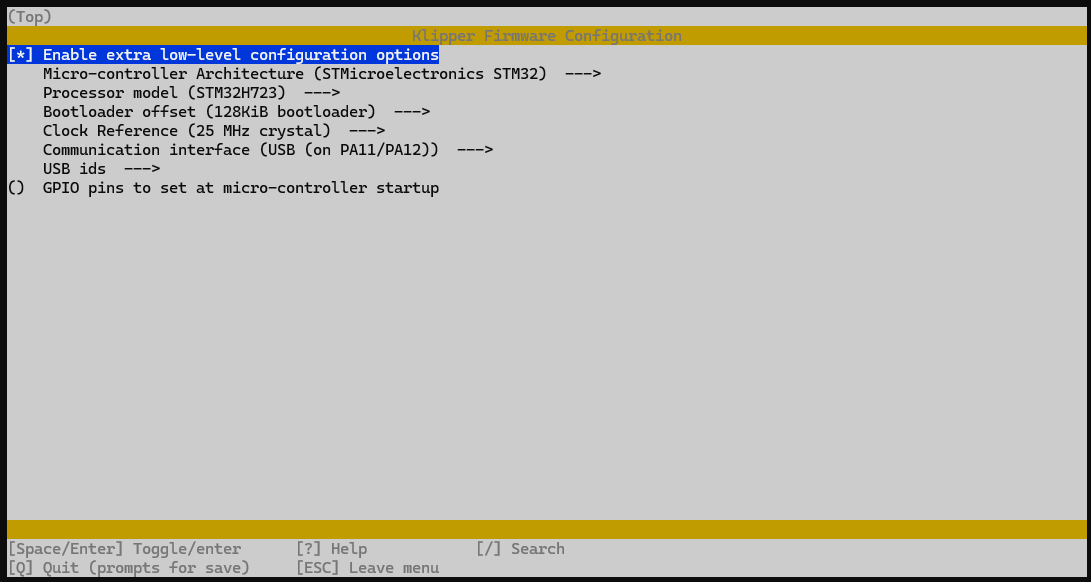 (Top)
Klipper Firmware Configuration
[*] Enable extra low-level configuration options
Micro-controller Architecture (STMicroelectronics STM32)  --->
Processor model (STM32H723)  --->
Bootloader offset (128KiB bootloader)  --->
Clock Reference (25 MHz crystal)  --->
Communication interface (USB (on PA11/PA12))  --->
USB ids  --->
()  GPIO pins to set at micro-controller startup
[Space/Enter] Toggle/enter      [?] Help            [/] Search
[Q] Quit (prompts for save)     [ESC] Leave menu